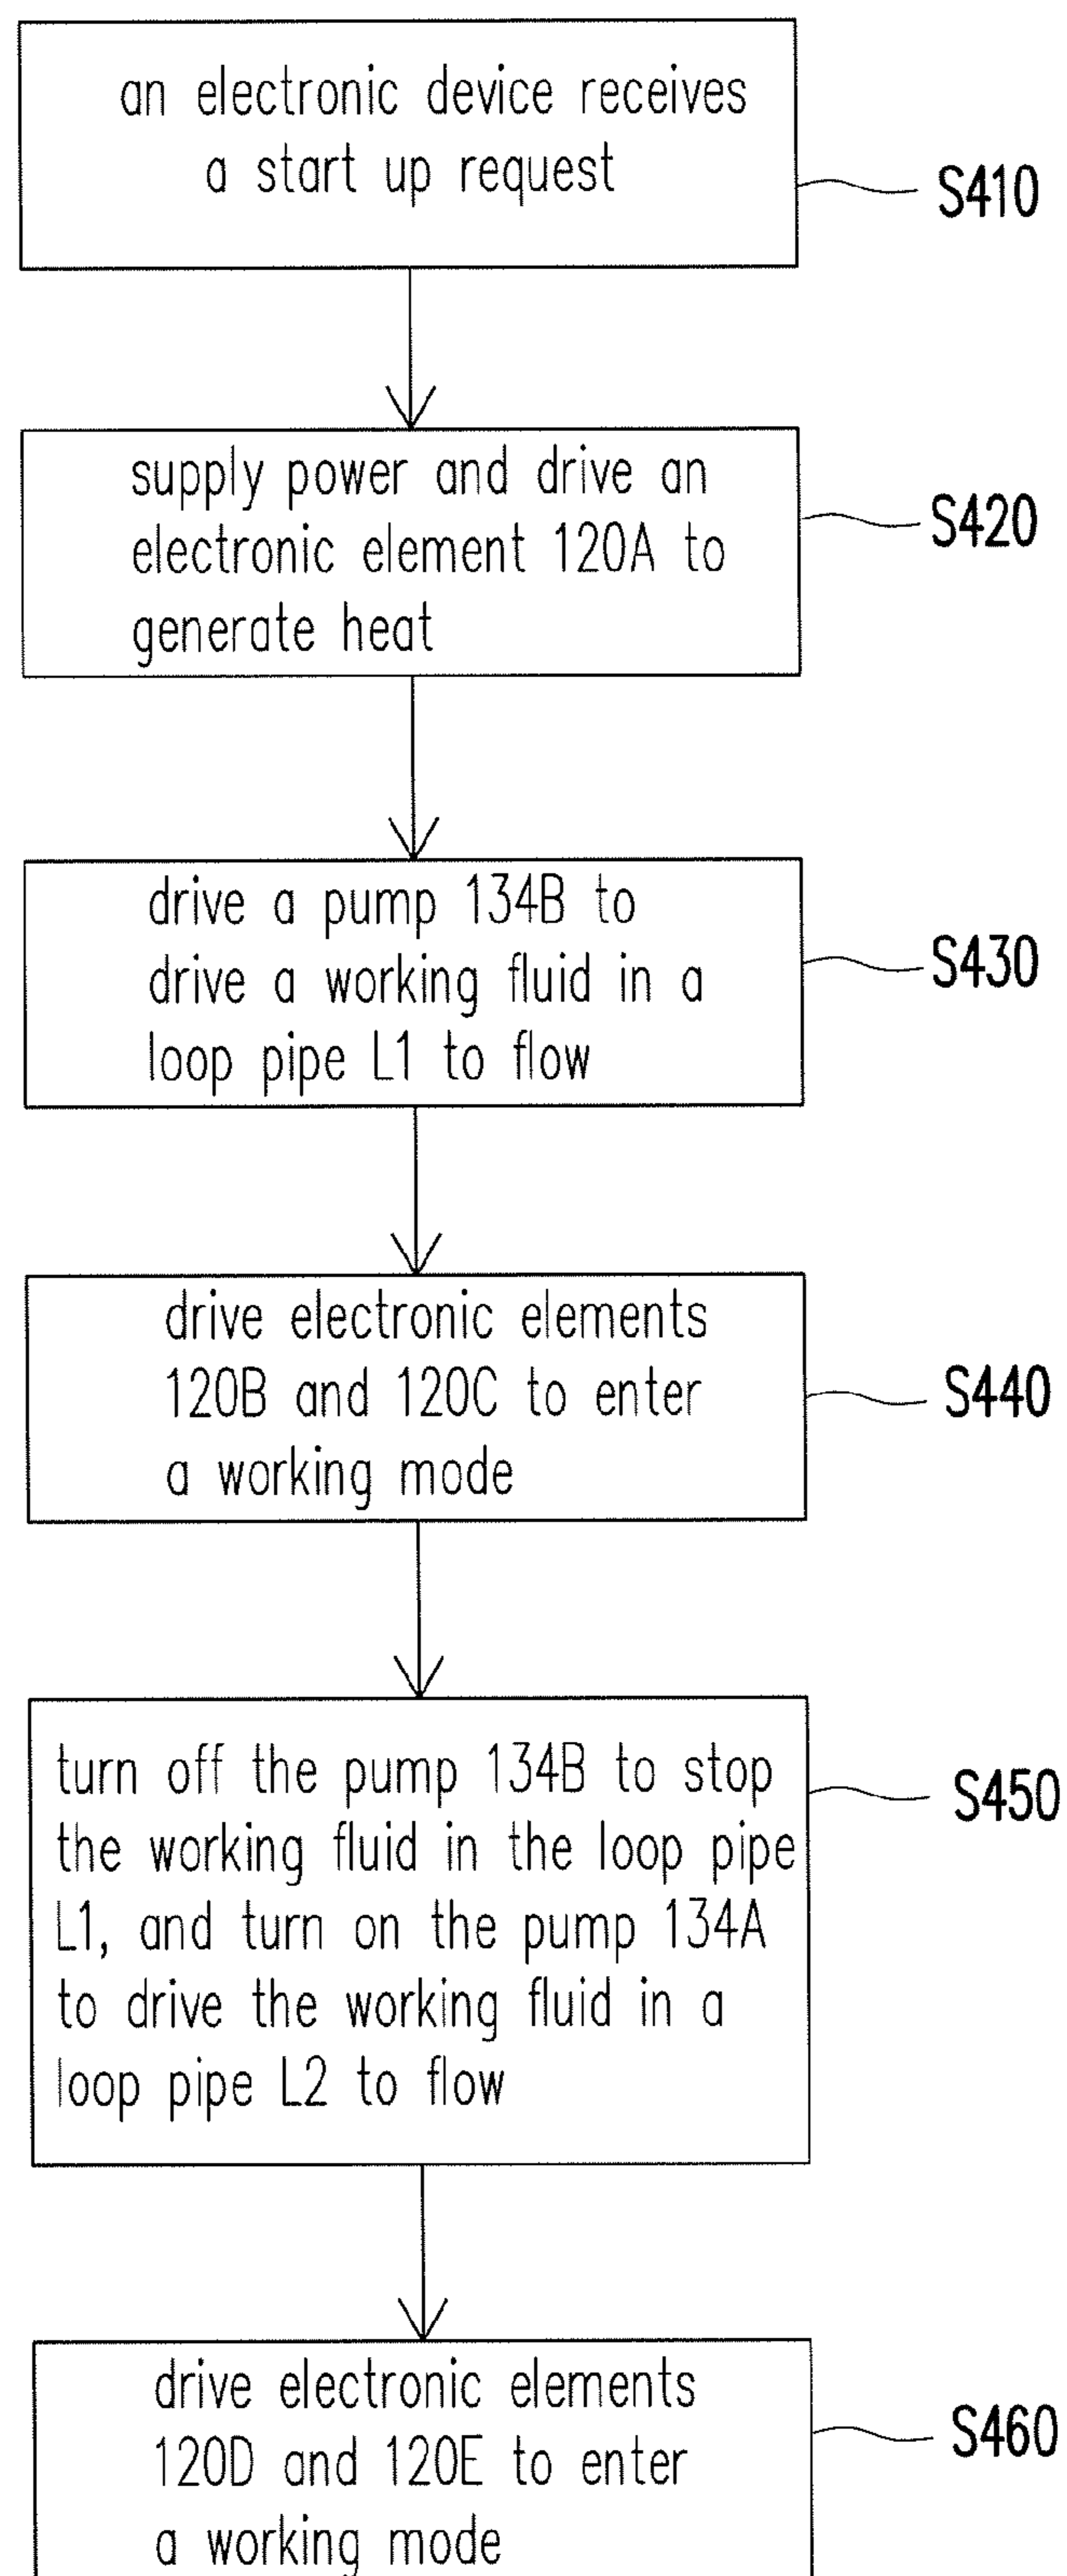 an electronic device receives
a start up request
S410
supply power and drive an
electronic element 120A to
generate heat
S420
drive a pump 134B to
drive a working fluid in a
loop pipe L1 to flow
S430
drive electronic elements
120B and 120C to enter
a working mode
S440
turn off the pump 134B to stop
the working fluid in the loop pipe
L1, and turn on the pump 134A
to drive the working fluid in a
loop pipe L2 to flow
S450
drive electronic elements
120D and 120E to enter
a working mode
S460